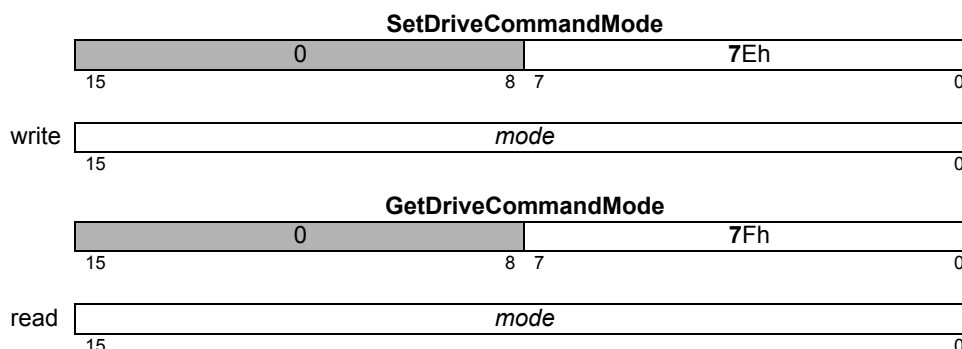 SetDriveCommandMode
0 7Eh
15 8 7 0
write mode
15 0
GetDriveCommandMode
0 7Fh
15 8 7 0
read mode
15